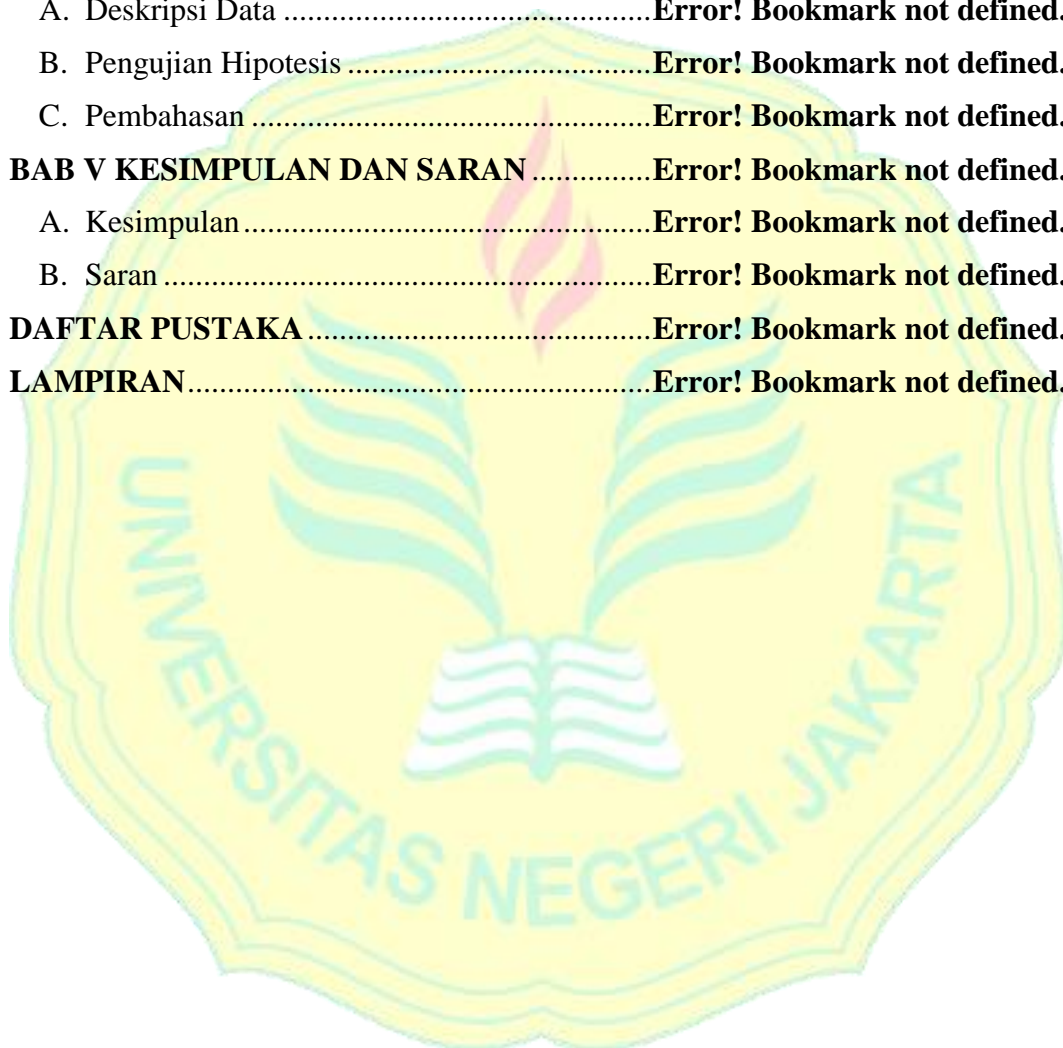 A. Deskripsi Data .............................................. Error! Bookmark not defined.
B. Pengujian Hipotesis ...................................... Error! Bookmark not defined.
C. Pembahasan .................................................. Error! Bookmark not defined.
BAB V KESIMPULAN DAN SARAN ............... Error! Bookmark not defined.
A. Kesimpulan ................................................... Error! Bookmark not defined.
B. Saran ............................................................. Error! Bookmark not defined.
DAFTAR PUSTAKA ........................................... Error! Bookmark not defined.
LAMPIRAN .......................................................... Error! Bookmark not defined.
UNIVERSITAS NEGERI JAKARTA